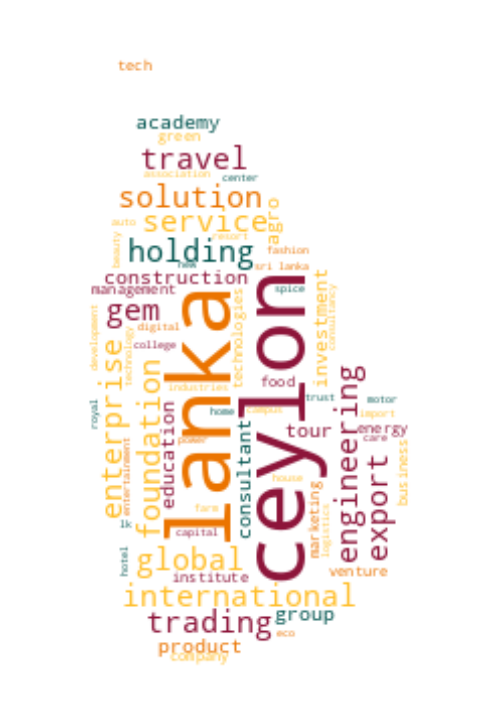 tech
academy
green
travel
association
center
solution
service
agro
auto
resort
beauty
holding
fashion
new
sri lanka
construction
management
spice
gem
lanka
ceylon
technologies
investment
consultancy
digital
development
technology
college
enterprise
foundation
industries
food
home
campus
trust
motor
import
royal
education
power
consultant
tour
engineering
energy
care
export
business
entertainment
house
farm
marketing
logistics
lk
capital
hotel
global
institute
venture
international
trading
group
eco
product
company